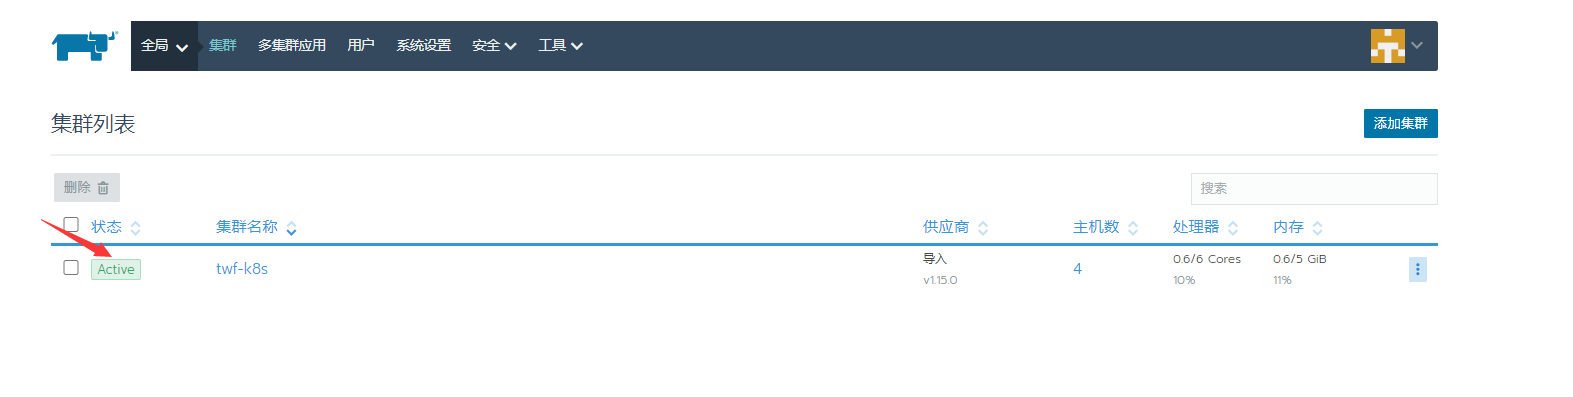 全局 集群 多集群应用 用户 系统设置 安全 工具
集群列表 添加集群
删除 搜索
状态 集群名称 供应商 主机数 处理器 内存
Active twf-k8s 导入 4 0.6/6 Cores 0.6/5 GiB
v1.15.0 10% 11%